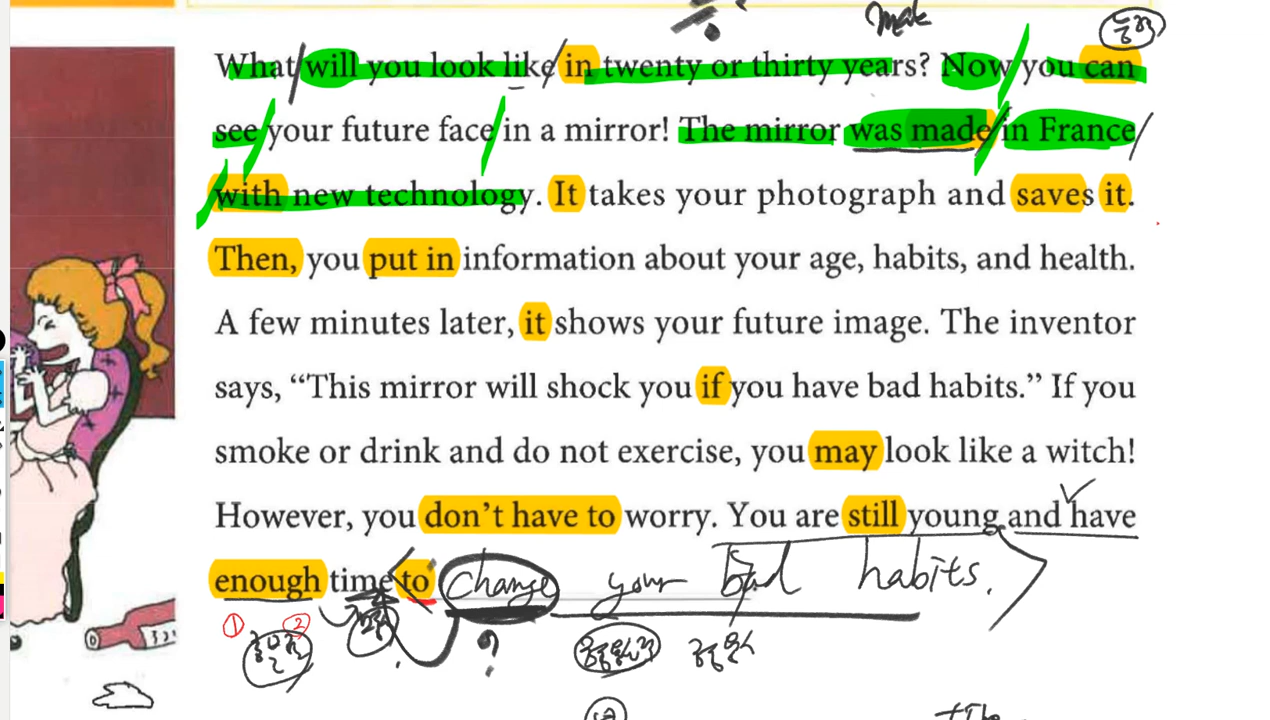 What will you look like in twenty or thirty years? Now you can
see your future face in a mirror! The mirror was made in France
with new technology. It takes your photograph and saves it.
Then, you put in information about your age, habits, and health.
A few minutes later, it shows your future image. The inventor
says, “This mirror will shock you if you have bad habits.” If you
smoke or drink and do not exercise, you may look like a witch!
However, you don’t have to worry. You are still young and have
enough time to change your bad habits.
① ②
?